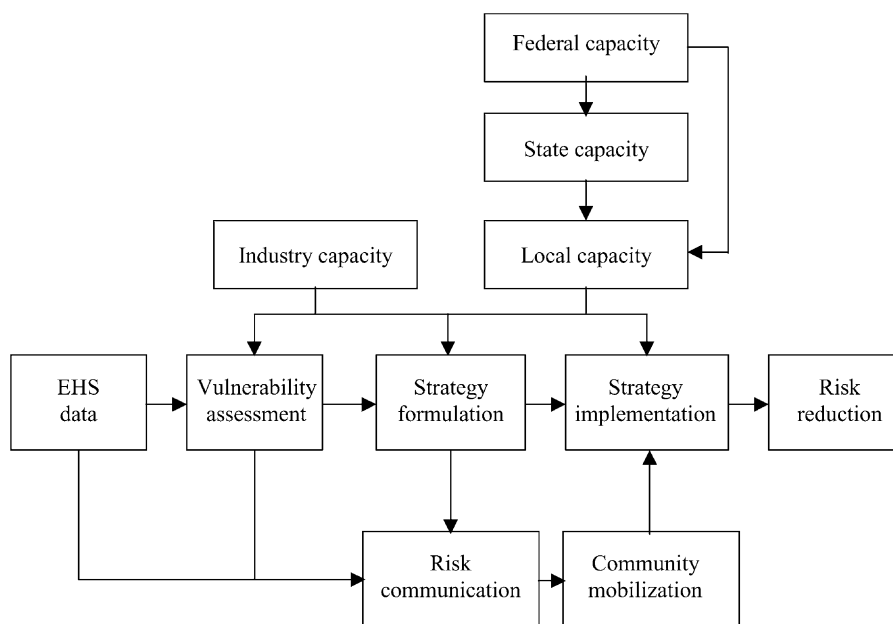 Federal capacity
State capacity
Industry capacity
Local capacity
EHS
data
Vulnerability
assessment
Strategy
formulation
Strategy
implementation
Risk
reduction
Risk
communication
Community
mobilization